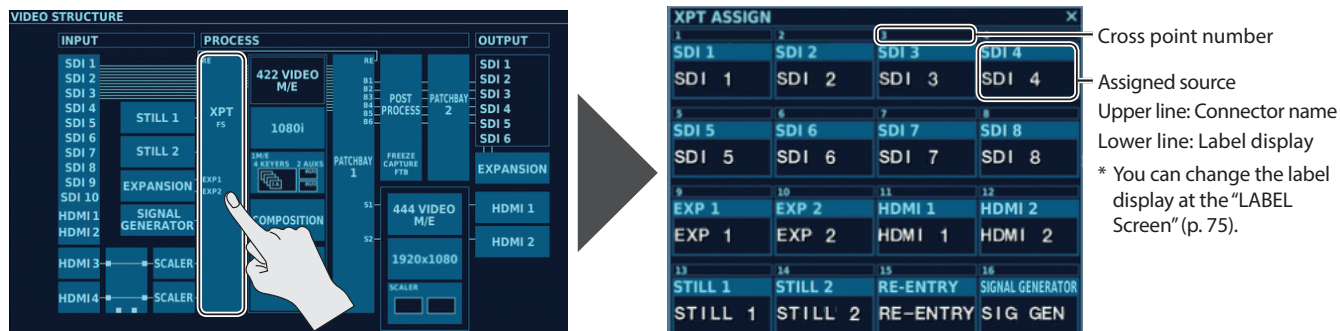 VIDEO STRUCTURE
INPUT
PROCESS
OUTPUT
SDI 1
SDI 2
SDI 3
SDI 4
SDI 5
SDI 6
SDI 7
SDI 8
SDI 9
SDI 10
HDMI 1
HDMI 2
HDMI 3
HDMI 4
STILL 1
STILL 2
EXPANSION
SIGNAL
GENERATOR
SCALER
SCALER
RE
XPT
FS
EXP1
EXP2
422 VIDEO
M/E
1080i
1M/E
4 KEYERS 2 AUXS
COMPOSITION
RE
B1
B2
B3
B4
B5
B6
PATCHBAY
1
S1
S2
POST
PROCESS
FREEZE
CAPTURE
FTB
PATCHBAY
2
444 VIDEO
M/E
1920x1080
SCALER
SDI 1
SDI 2
SDI 3
SDI 4
SDI 5
SDI 6
EXPANSION
HDMI 1
HDMI 2
XPT ASSIGN ×
1 2 3
SDI 1 SDI 2 SDI 3 SDI 4
SDI 1 SDI 2 SDI 3 SDI 4
5 6 7 8
SDI 5 SDI 6 SDI 7 SDI 8
SDI 5 SDI 6 SDI 7 SDI 8
9 10 11 12
EXP 1 EXP 2 HDMI 1 HDMI 2
EXP 1 EXP 2 HDMI 1 HDMI 2
13 14 15 16
STILL 1 STILL 2 RE-ENTRY SIGNAL GENERATOR
STILL 1 STILL 2 RE-ENTRY SIG GEN
Cross point number
Assigned source
Upper line: Connector name
Lower line: Label display
* You can change the label
display at the “LABEL
Screen” (p. 75).